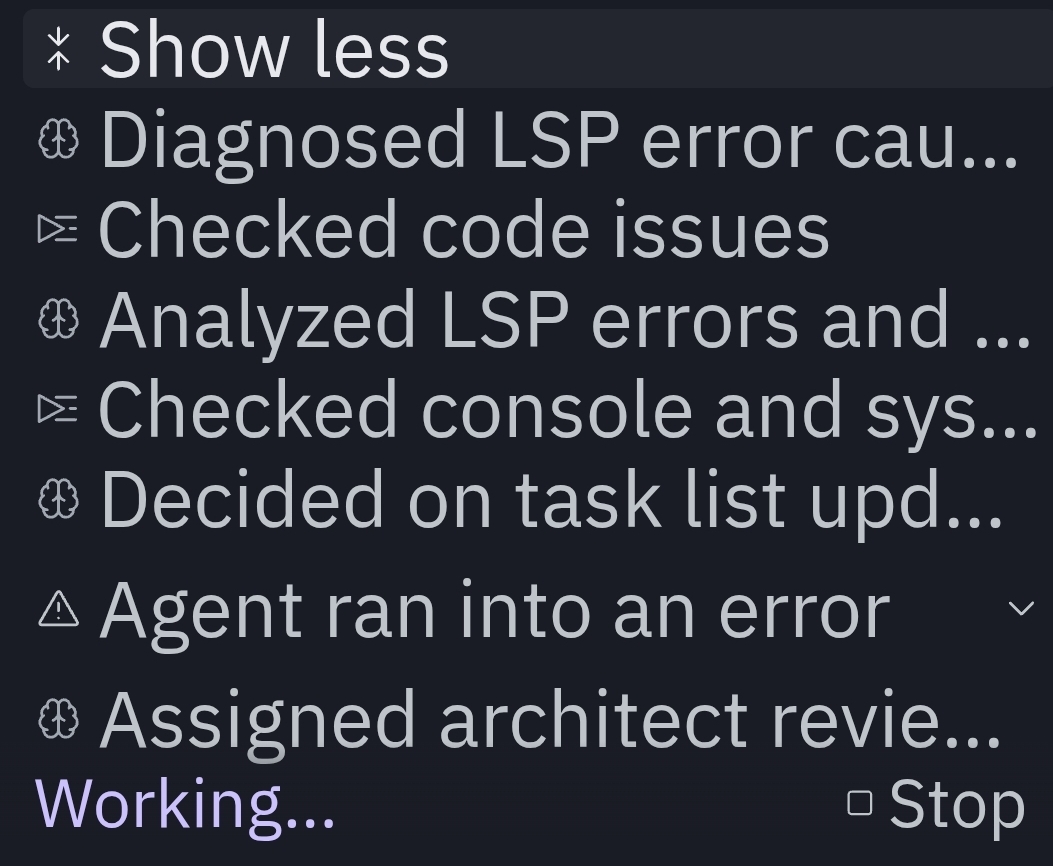 Show less
Diagnosed LSP error cau...
Checked code issues
Analyzed LSP errors and ...
Checked console and sys...
Decided on task list upd...
Agent ran into an error
Assigned architect revie...
Working... Stop